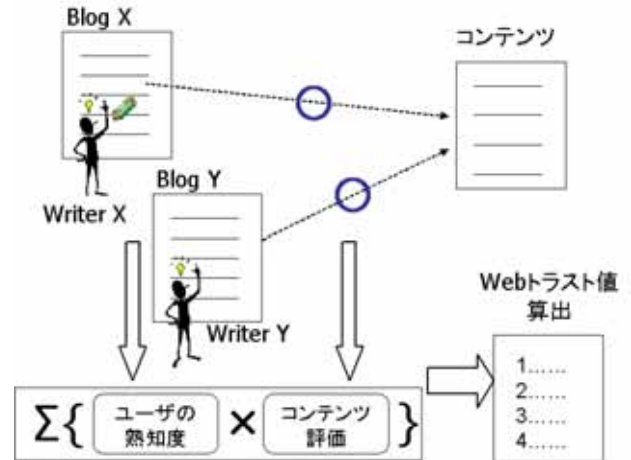 Blog X
コンテンツ
Writer X
Blog Y
Writer Y
Webトラスト値
算出
1......
2......
3......
4......
Σ{ ユーザの
熟知度 × コンテンツ
評価 }